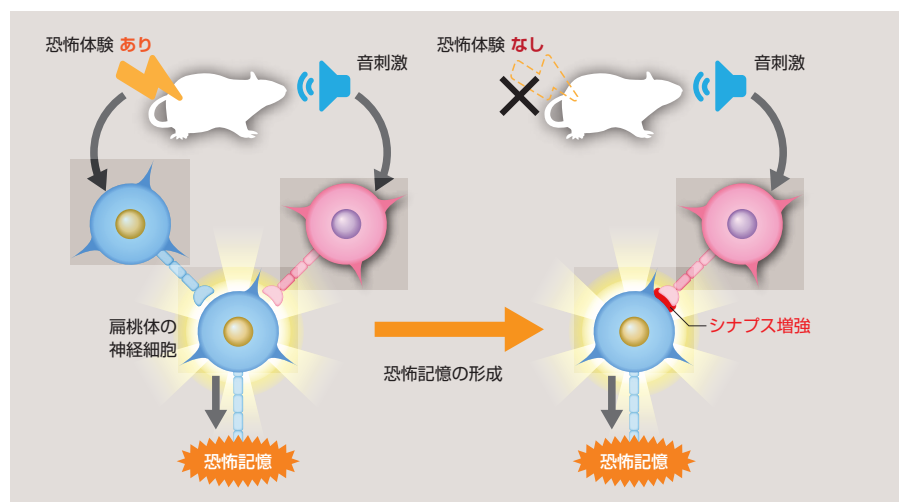 恐怖体験 あり
音刺激
恐怖体験 なし
音刺激
扁桃体の
神経細胞
恐怖記憶の形成
シナプス増強
恐怖記憶
恐怖記憶